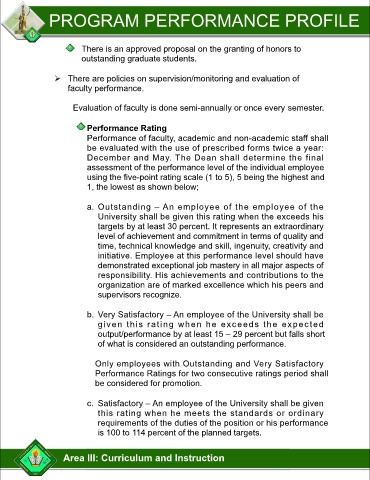 PROGRAM PERFORMANCE PROFILE
There is an approved proposal on the granting of honors to
outstanding graduate students.
➢ There are policies on supervision/monitoring and evaluation of
faculty performance.
Evaluation of faculty is done semi-annually or once every semester.
Performance Rating
Performance of faculty, academic and non-academic staff shall
be evaluated with the use of prescribed forms twice a year:
December and May. The Dean shall determine the final
assessment of the performance level of the individual employee
using the five-point rating scale (1 to 5), 5 being the highest and
1, the lowest as shown below;
a. Outstanding – An employee of the employee of the
University shall be given this rating when the exceeds his
targets by at least 30 percent. It represents an extraordinary
level of achievement and commitment in terms of quality and
time, technical knowledge and skill, ingenuity, creativity and
initiative. Employee at this performance level should have
demonstrated exceptional job mastery in all major aspects of
responsibility. His achievements and contributions to the
organization are of marked excellence which his peers and
supervisors recognize.
b. Very Satisfactory – An employee of the University shall be
given this rating when he exceeds the expected
output/performance by at least 15 – 29 percent but falls short
of what is considered an outstanding performance.
Only employees with Outstanding and Very Satisfactory
Performance Ratings for two consecutive ratings period shall
be considered for promotion.
c. Satisfactory – An employee of the University shall be given
this rating when he meets the standards or ordinary
requirements of the duties of the position or his performance
is 100 to 114 percent of the planned targets.
Area III: Curriculum and Instruction